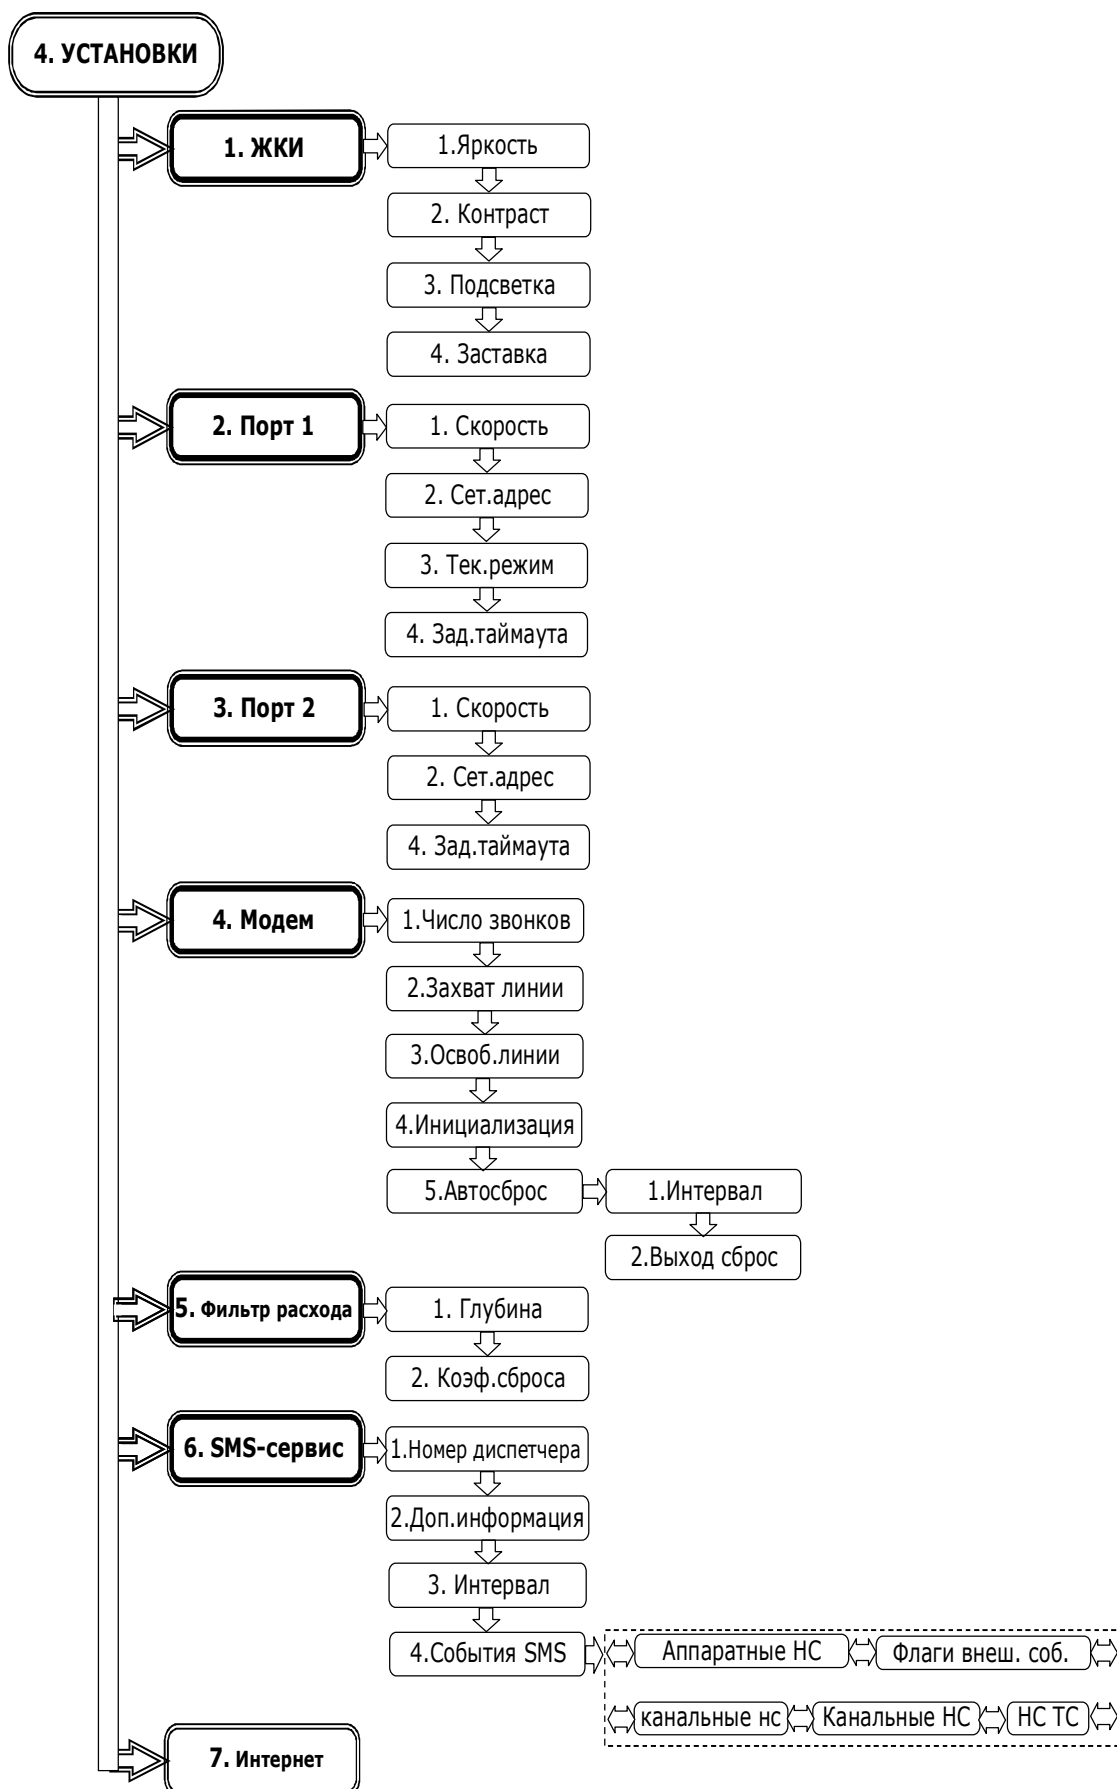 4. УСТАНОВКИ
1. ЖКИ
1.Яркость
2. Контраст
3. Подсветка
4. Заставка
2. Порт 1
1. Скорость
2. Сет.адрес
3. Тек.режим
4. Зад.таймаута
3. Порт 2
1. Скорость
2. Сет.адрес
4. Зад.таймаута
4. Модем
1.Число звонков
2.Захват линии
3.Освоб.линии
4.Инициализация
5.Автосброс
1.Интервал
2.Выход сброс
5. Фильтр расхода
1. Глубина
2. Коэф.сброса
6. SMS-сервис
1.Номер диспетчера
2.Доп.информация
3. Интервал
4.События SMS
Аппаратные НС
Флаги внеш. соб.
канальные нс
Канальные НС
НС ТС
7. Интернет